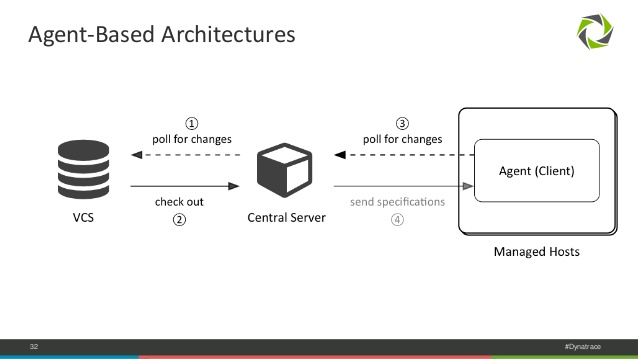 Agent-Based Architectures
①
poll for changes
③
poll for changes
Agent (Client)
check out
②
send specifications
④
VCS
Central Server
Managed Hosts
32
#Dynatrace